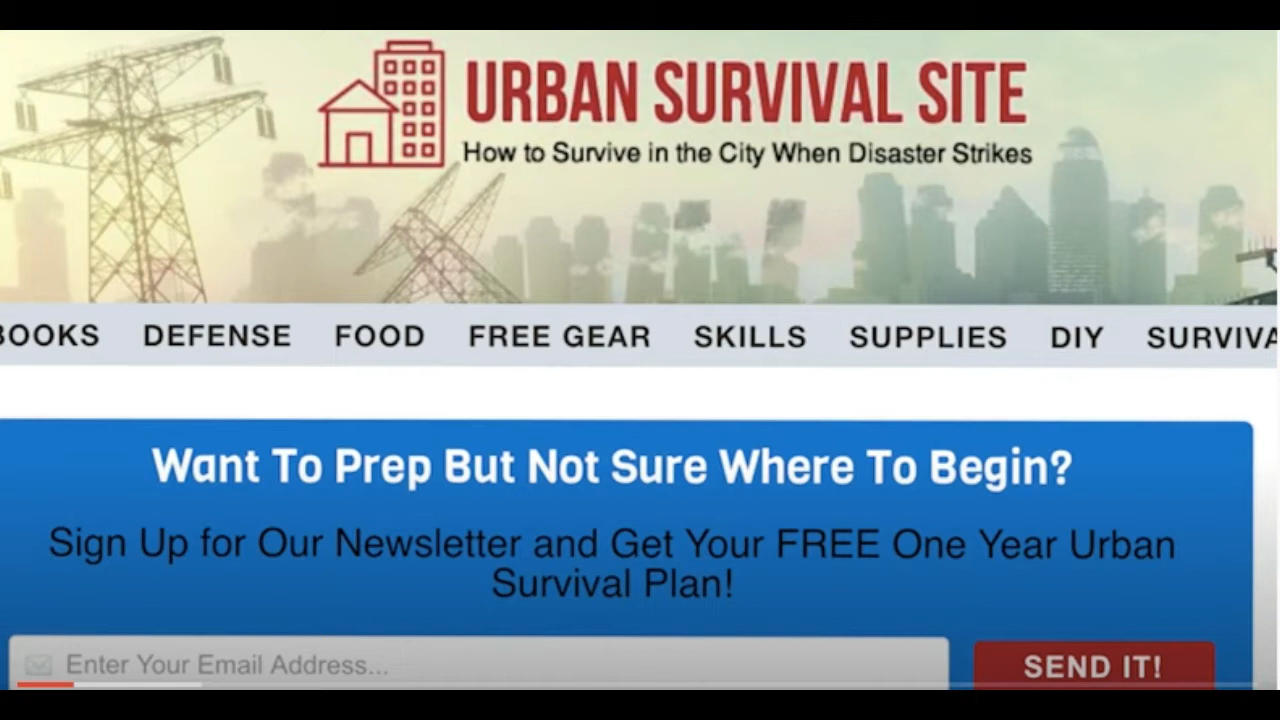 URBAN SURVIVAL SITE
How to Survive in the City When Disaster Strikes
BOOKS DEFENSE FOOD FREE GEAR SKILLS SUPPLIES DIY SURVIVA
Want To Prep But Not Sure Where To Begin?
Sign Up for Our Newsletter and Get Your FREE One Year Urban
Survival Plan!
Enter Your Email Address...
SEND IT!